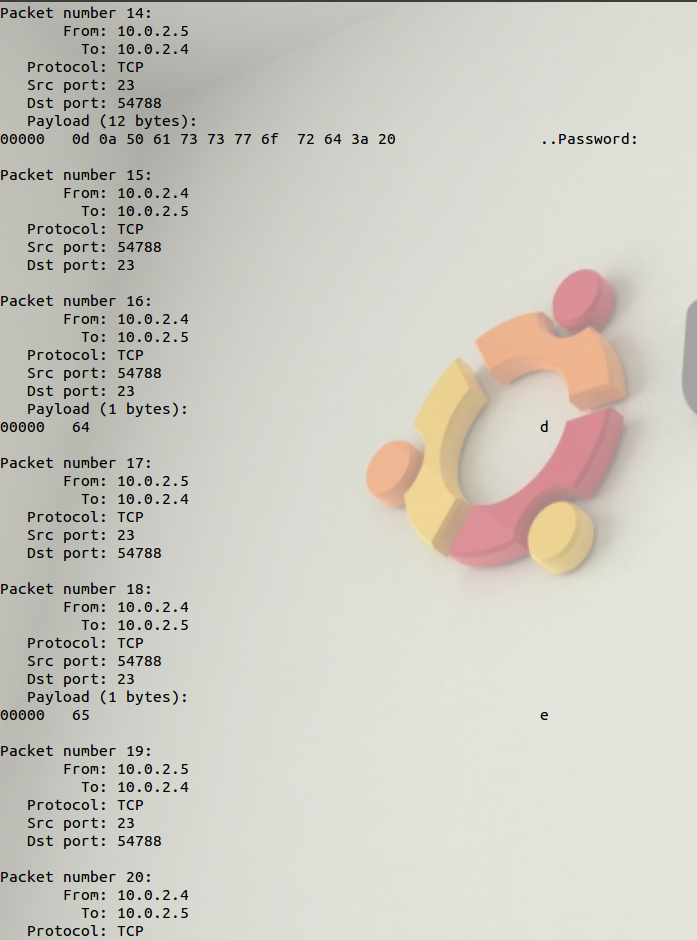 Packet number 14:
From: 10.0.2.5
To: 10.0.2.4
Protocol: TCP
Src port: 23
Dst port: 54788
Payload (12 bytes):
00000 0d 0a 50 61 73 73 77 6f 72 64 3a 20 ..Password:
Packet number 15:
From: 10.0.2.4
To: 10.0.2.5
Protocol: TCP
Src port: 54788
Dst port: 23
Packet number 16:
From: 10.0.2.4
To: 10.0.2.5
Protocol: TCP
Src port: 54788
Dst port: 23
Payload (1 bytes):
00000 64 d
Packet number 17:
From: 10.0.2.5
To: 10.0.2.4
Protocol: TCP
Src port: 23
Dst port: 54788
Packet number 18:
From: 10.0.2.4
To: 10.0.2.5
Protocol: TCP
Src port: 54788
Dst port: 23
Payload (1 bytes):
00000 65 e
Packet number 19:
From: 10.0.2.5
To: 10.0.2.4
Protocol: TCP
Src port: 23
Dst port: 54788
Packet number 20:
From: 10.0.2.4
To: 10.0.2.5
Protocol: TCP